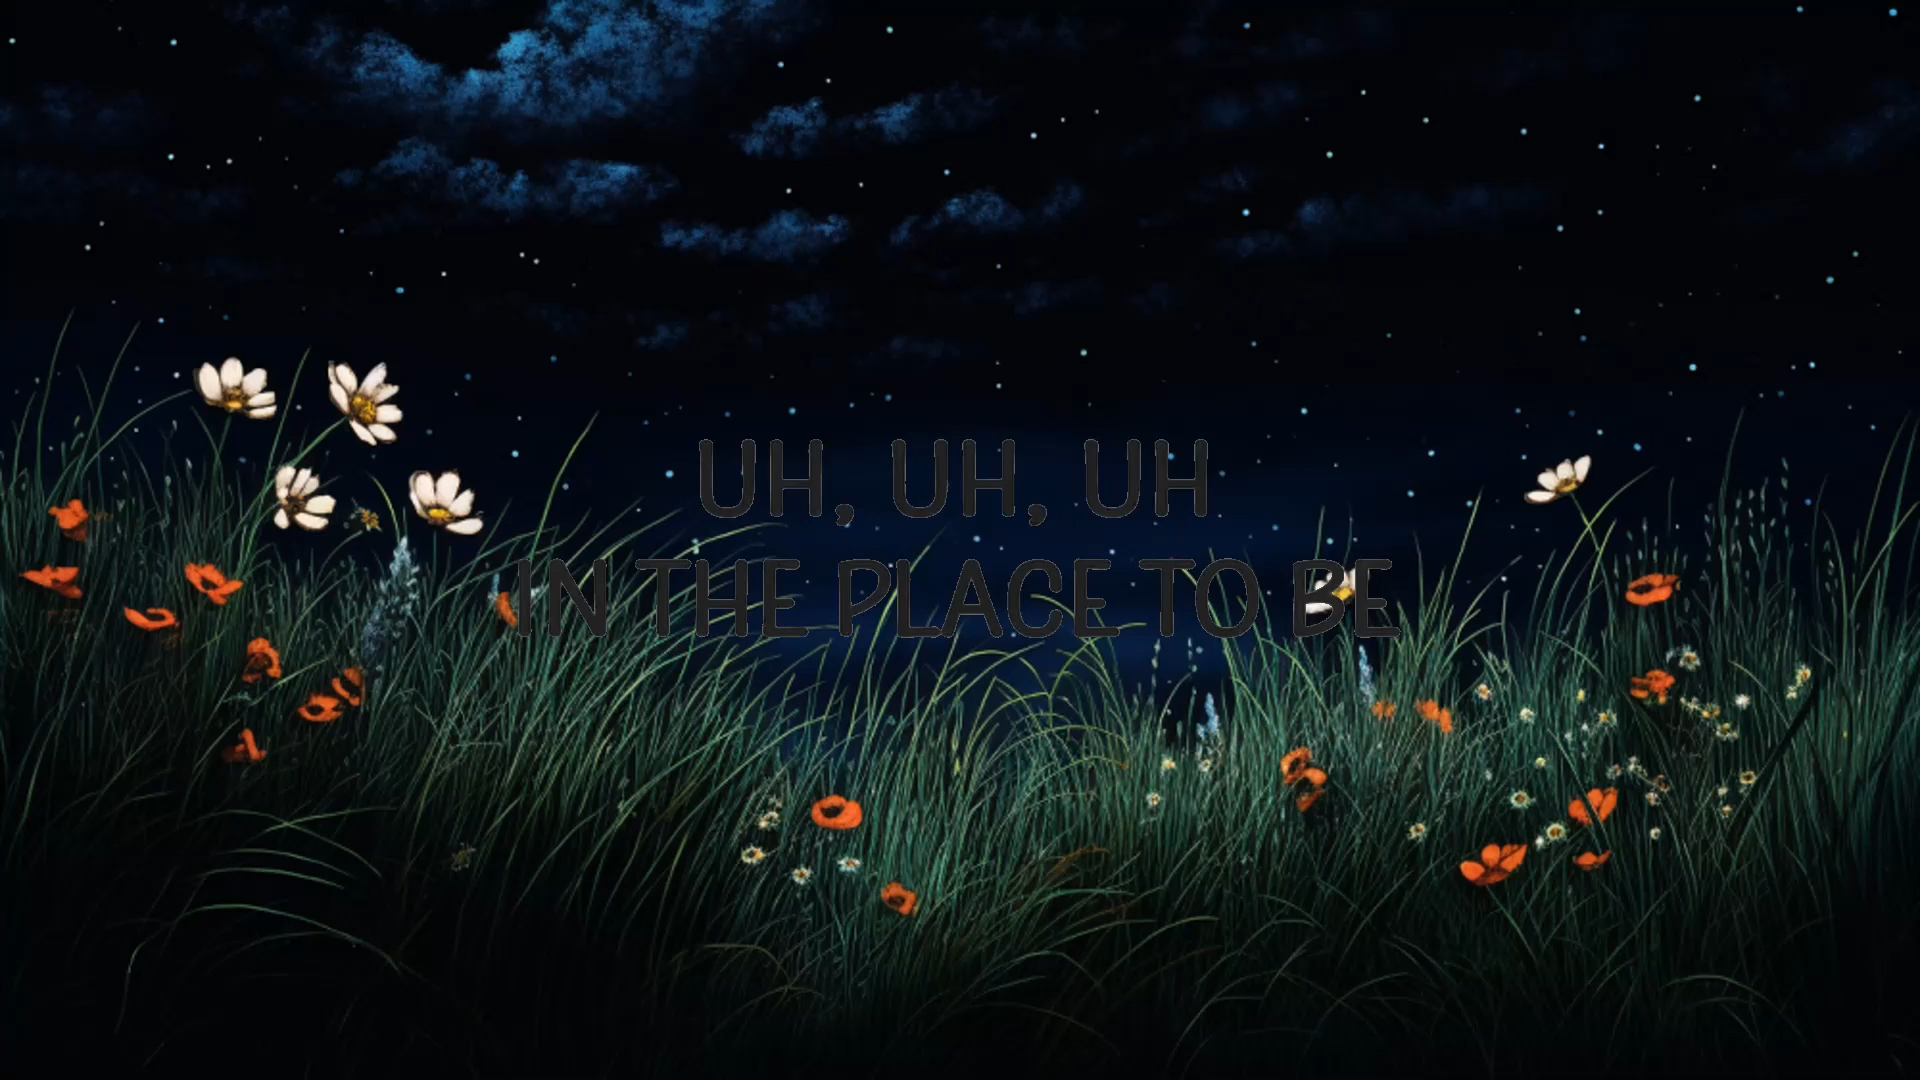 UH, UH, UH
IN THE PLACE TO BE